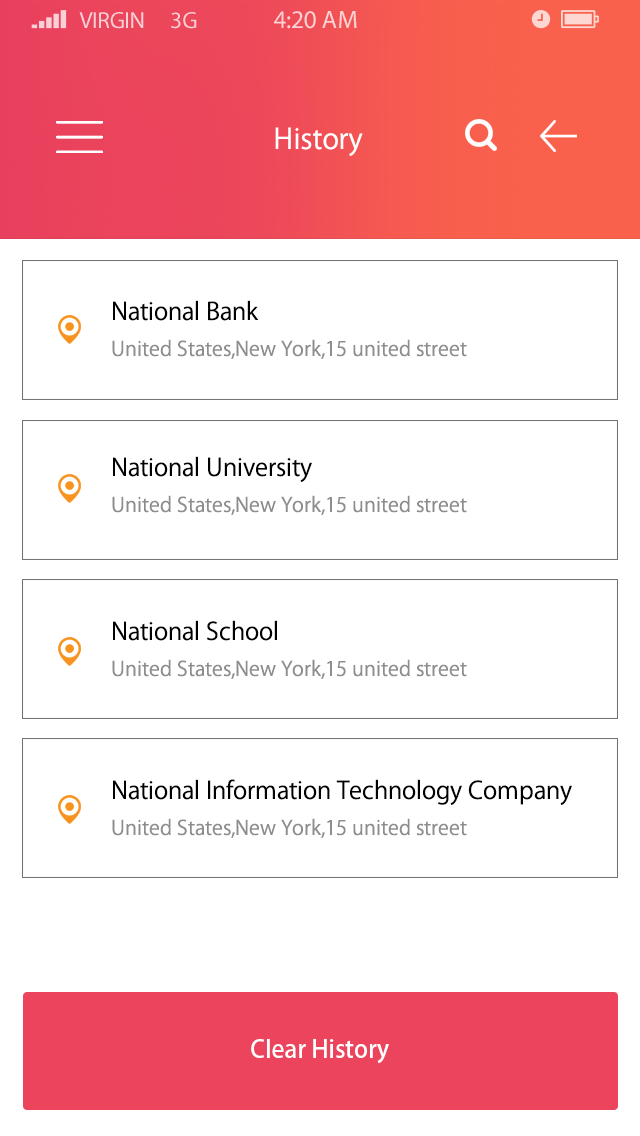 VIRGIN 3G 4:20 AM
History
National Bank
United States,New York,15 united street
National University
United States,New York,15 united street
National School
United States,New York,15 united street
National Information Technology Company
United States,New York,15 united street
Clear History